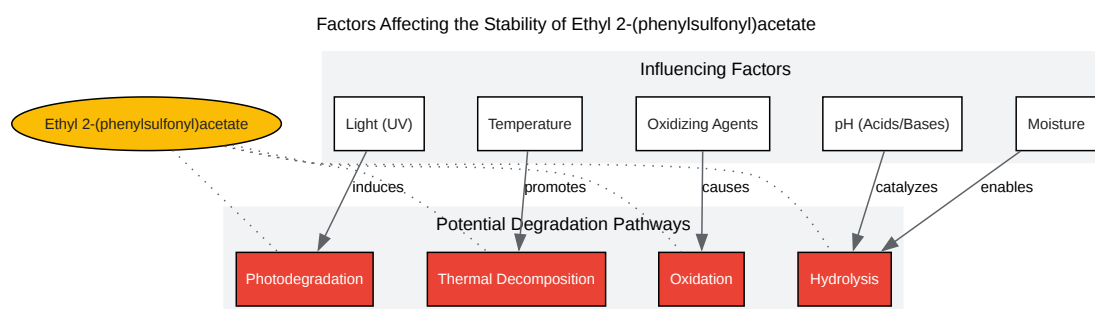 Factors Affecting the Stability of Ethyl 2-(phenylsulfonyl)acetate
Influencing Factors
Ethyl 2-(phenylsulfonyl)acetate
Light (UV)
Temperature
Oxidizing Agents
pH (Acids/Bases)
Moisture
induces
promotes
causes
catalyzes
enables
Potential Degradation Pathways
Photodegradation
Thermal Decomposition
Oxidation
Hydrolysis